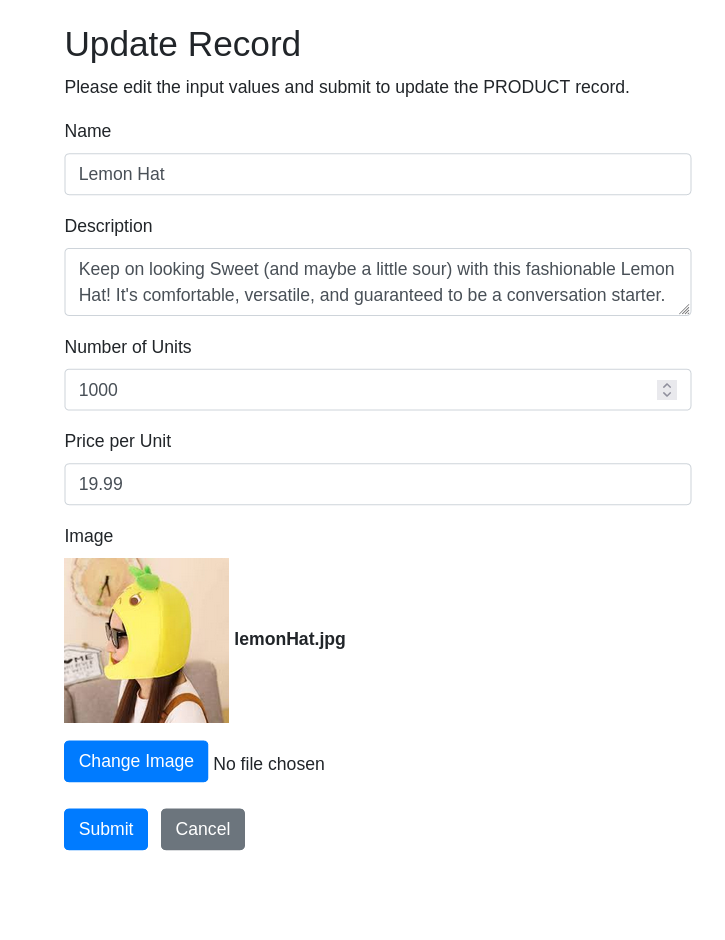 Update Record
Please edit the input values and submit to update the PRODUCT record.
Name
Lemon Hat
Description
Keep on looking Sweet (and maybe a little sour) with this fashionable Lemon
Hat! It's comfortable, versatile, and guaranteed to be a conversation starter.
Number of Units
1000
Price per Unit
19.99
Image
ME
lemonHat.jpg
Change Image No file chosen
Submit Cancel